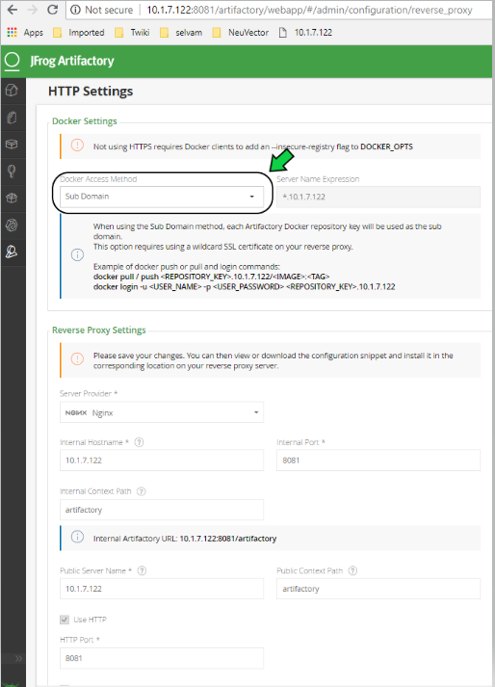 Not secure | 10.1.7.122:8081/artifactory/webapp/#/admin/configuration/reverse_proxy
Apps Imported Twiki selvam NeuVector 10.1.7.122
JFrog Artifactory
HTTP Settings
Docker Settings
Not using HTTPS requires Docker clients to add an --insecure-registry flag to DOCKER_OPTS
Docker Access Method Server Name Expression
Sub Domain *.10.1.7.122
When using the Sub Domain method, each Artifactory Docker repository key will be used as the sub
domain.
This option requires using a wildcard SSL certificate on your reverse proxy.
Example of docker push or pull and login commands:
docker pull / push <REPOSITORY_KEY>.10.1.7.122/<IMAGE>:<TAG>
docker login -u <USER_NAME> -p <USER_PASSWORD> <REPOSITORY_KEY>.10.1.7.122
Reverse Proxy Settings
Please save your changes. You can then view or download the configuration snippet and install it in the
corresponding location on your reverse proxy server.
Server Provider *
NGINX Nginx
Internal Hostname * ? Internal Port *
10.1.7.122 8081
Internal Context Path ?
artifactory
Internal Artifactory URL: 10.1.7.122:8081/artifactory
Public Server Name * ? Public Context Path ?
10.1.7.122 artifactory
Use HTTP
HTTP Port *
8081